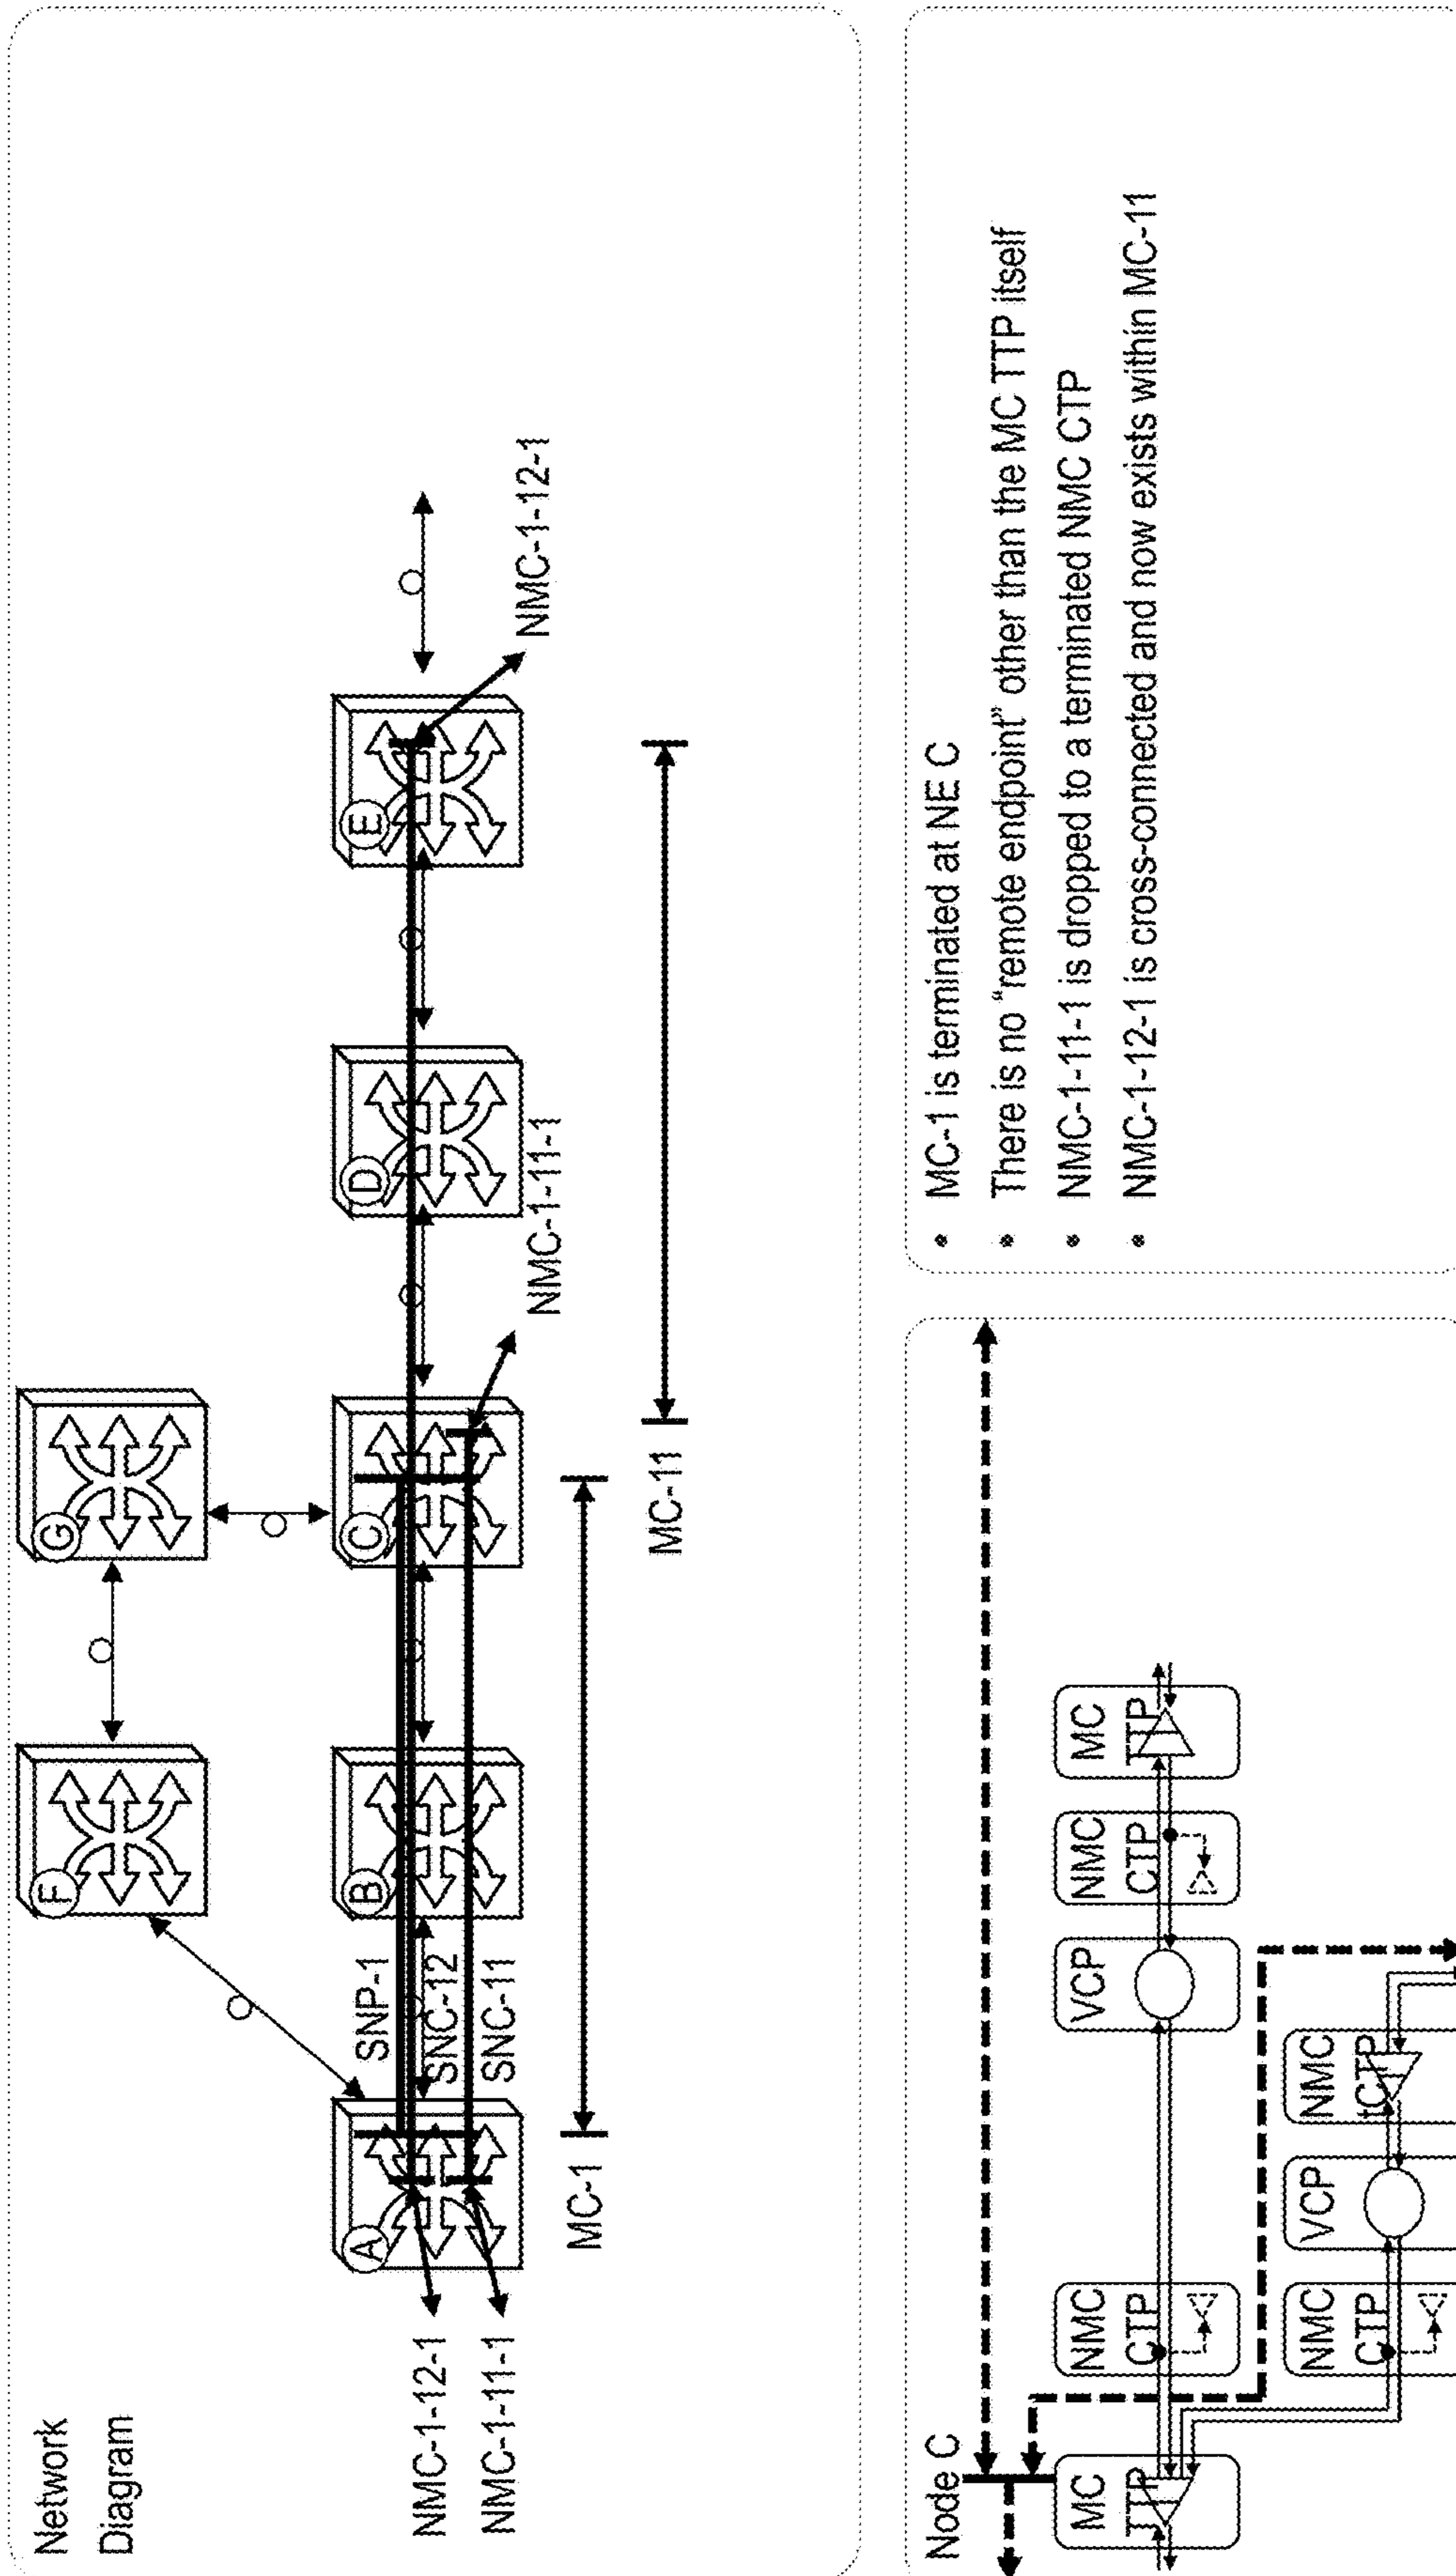 Network
Diagram
G
F
A
B
C
D
E
SNP-1
SNC-12
SNC-11
NMC-1-12-1
NMC-1-11-1
NMC-1-11-1
NMC-1-12-1
MC-1
MC-11
Node C
MC
TTP
NMC
CTP
VCP
NMC
CTP
MC
TTP
NMC
CTP
VCP
NMC
tCTP
• MC-1 is terminated at NE C
• There is no “remote endpoint” other than the MC TTP itself
• NMC-1-11-1 is dropped to a terminated NMC CTP
• NMC-1-12-1 is cross-connected and now exists within MC-11